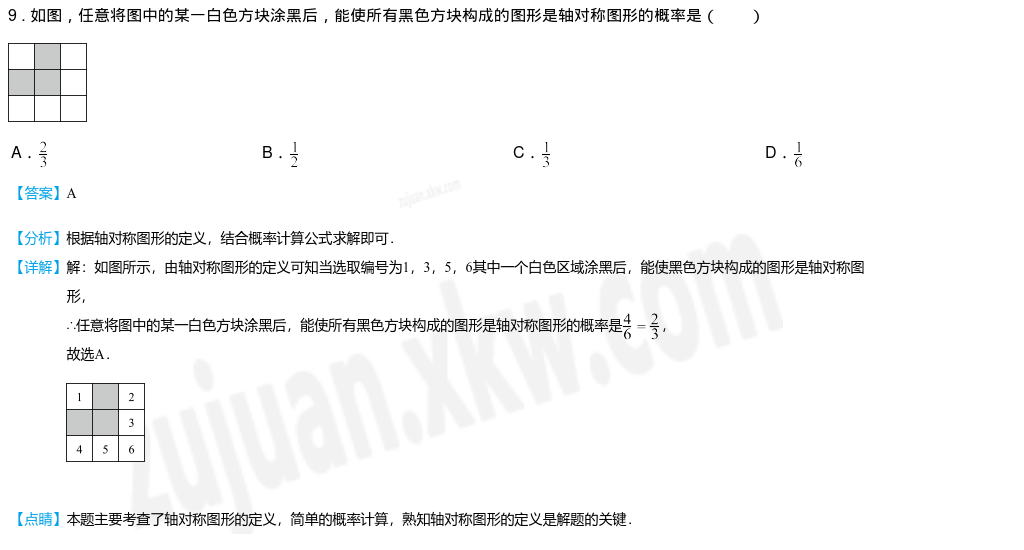 9．如图，任意将图中的某一白色方块涂黑后，能使所有黑色方块构成的图形是轴对称图形的概率是（　　）
A．2/3 B．1/2 C．1/3 D．1/6
【答案】A
zujuan.xkw.com
【分析】根据轴对称图形的定义，结合概率计算公式求解即可．
【详解】解：如图所示，由轴对称图形的定义可知当选取编号为1，3，5，6其中一个白色区域涂黑后，能使黑色方块构成的图形是轴对称图
形，
∴任意将图中的某一白色方块涂黑后，能使所有黑色方块构成的图形是轴对称图形的概率是4/6 = 2/3，
故选A．
1 2
3
4 5 6
zujuan.xkw.com
【点睛】本题主要考查了轴对称图形的定义，简单的概率计算，熟知轴对称图形的定义是解题的关键．